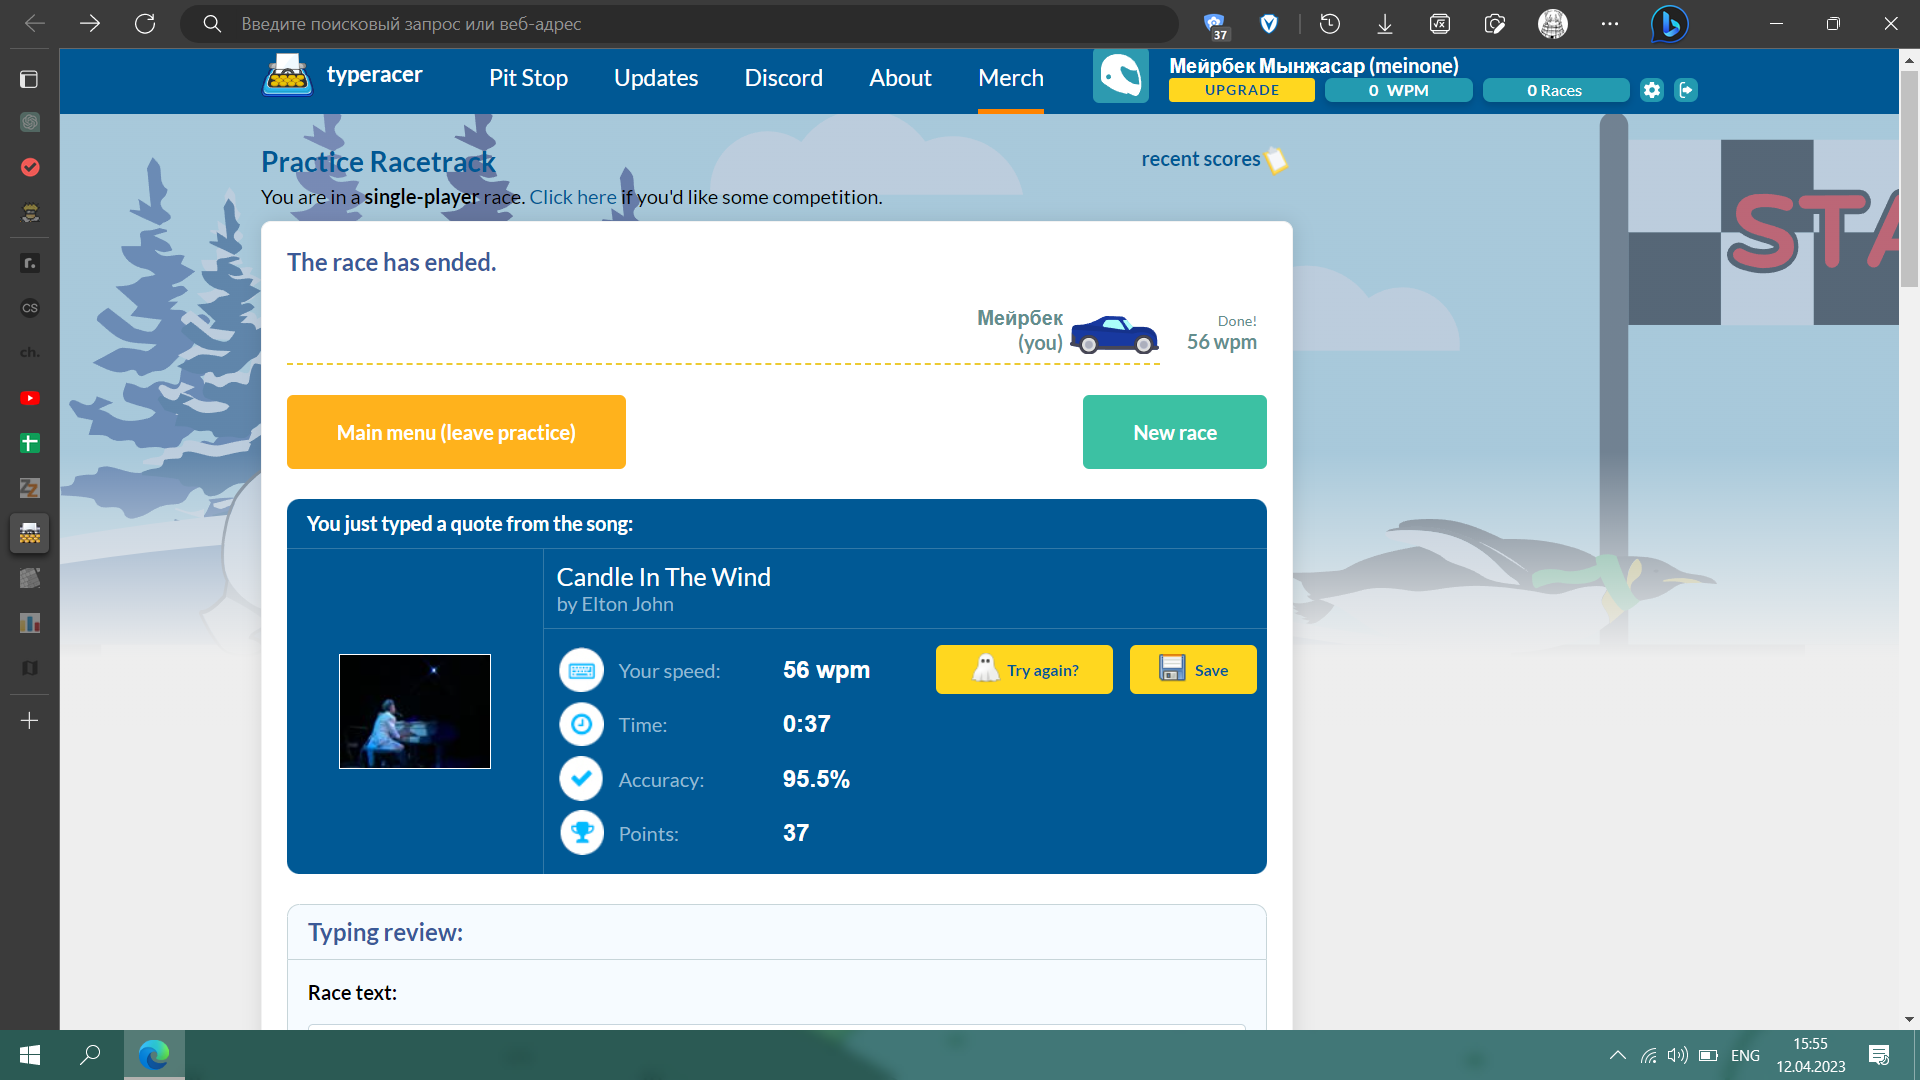 Введите поисковый запрос или веб-адрес
37
typeracer
Pit Stop
Updates
Discord
About
Merch
Мейрбек Мынжасар (meinone)
UPGRADE
0 WPM
0 Races
Practice Racetrack
recent scores
You are in a single-player race. Click here if you'd like some competition.
STA
The race has ended.
Мейрбек
(you)
Done!
56 wpm
Main menu (leave practice)
New race
You just typed a quote from the song:
Candle In The Wind
by Elton John
Your speed:
56 wpm
Try again?
Save
Time:
0:37
Accuracy:
95.5%
Points:
37
Typing review:
Race text:
r.
CS
ch.
ENG
15:55
12.04.2023